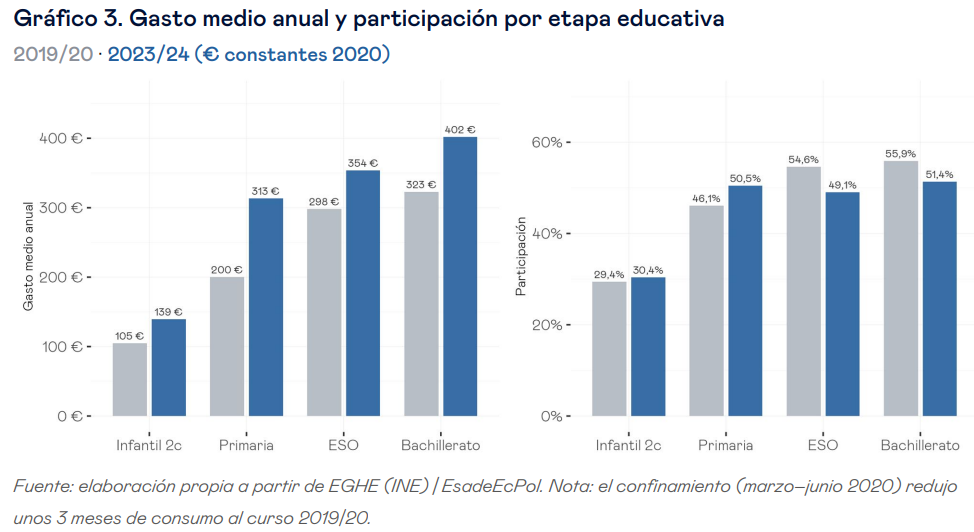 Gráfico 3. Gasto medio anual y participación por etapa educativa
2019/20 · 2023/24 (€ constantes 2020)
Gasto medio anual
400 €
300 €
200 €
100 €
0 €
105 €
139 €
200 €
313 €
298 €
354 €
323 €
402 €
Infantil 2c
Primaria
ESO
Bachillerato
Participación
60%
40%
20%
0%
29,4%
30,4%
46,1%
50,5%
54,6%
49,1%
55,9%
51,4%
Infantil 2c
Primaria
ESO
Bachillerato
Fuente: elaboración propia a partir de EGHE (INE) | EsadeEcPol. Nota: el confinamiento (marzo–junio 2020) redujo
unos 3 meses de consumo al curso 2019/20.